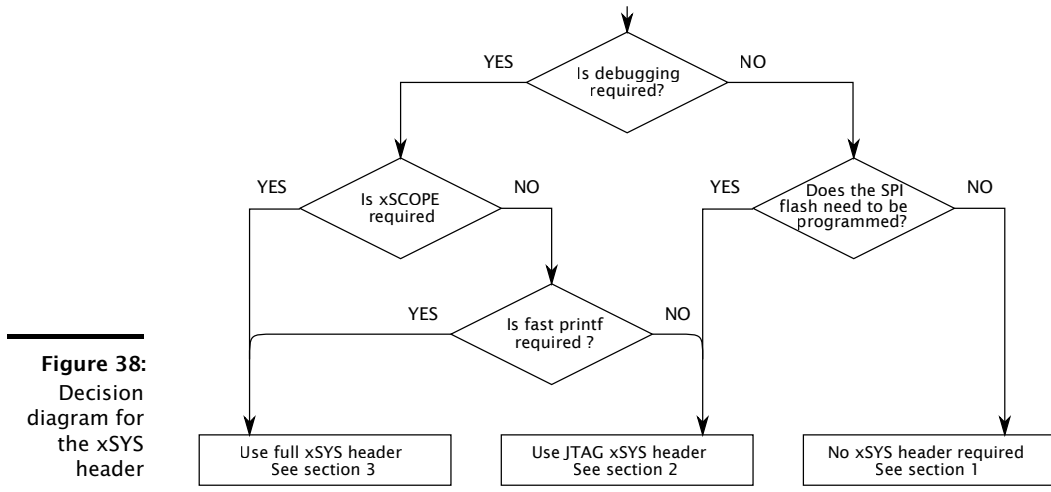 Is debugging
required?
YES
NO
Is xSCOPE
required
YES
NO
Does the SPI
flash need to be
programmed?
YES
NO
Is fast printf
required ?
YES
NO
Use full xSYS header
See section 3
Use JTAG xSYS header
See section 2
No xSYS header required
See section 1
Figure 38:
Decision
diagram for
the xSYS
header